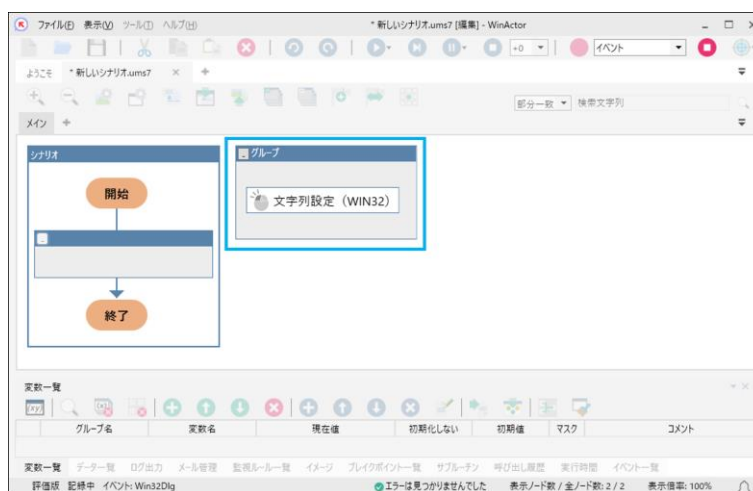 ファイル(F) 表示(V) ツール(T) ヘルプ(H) * 新しいシナリオ.ums7 [編集] - WinActor
+0 イベント
ようこそ * 新しいシナリオ.ums7 × +
部分一致 検索文字列
メイン +
シナリオ
開始
終了
グループ
文字列設定（WIN32）
変数一覧
グループ名 変数名 現在値 初期化しない 初期値 マスク コメント
変数一覧 データ一覧 ログ出力 メール管理 監視ルール一覧 イメージ ブレイクポイント一覧 サブルーチン 呼び出し履歴 実行時間 イベント一覧
評価版 記録中 イベント: Win32Dlg エラーは見つかりませんでした 表示ノード数 / 全ノード数: 2 / 2 表示倍率: 100%